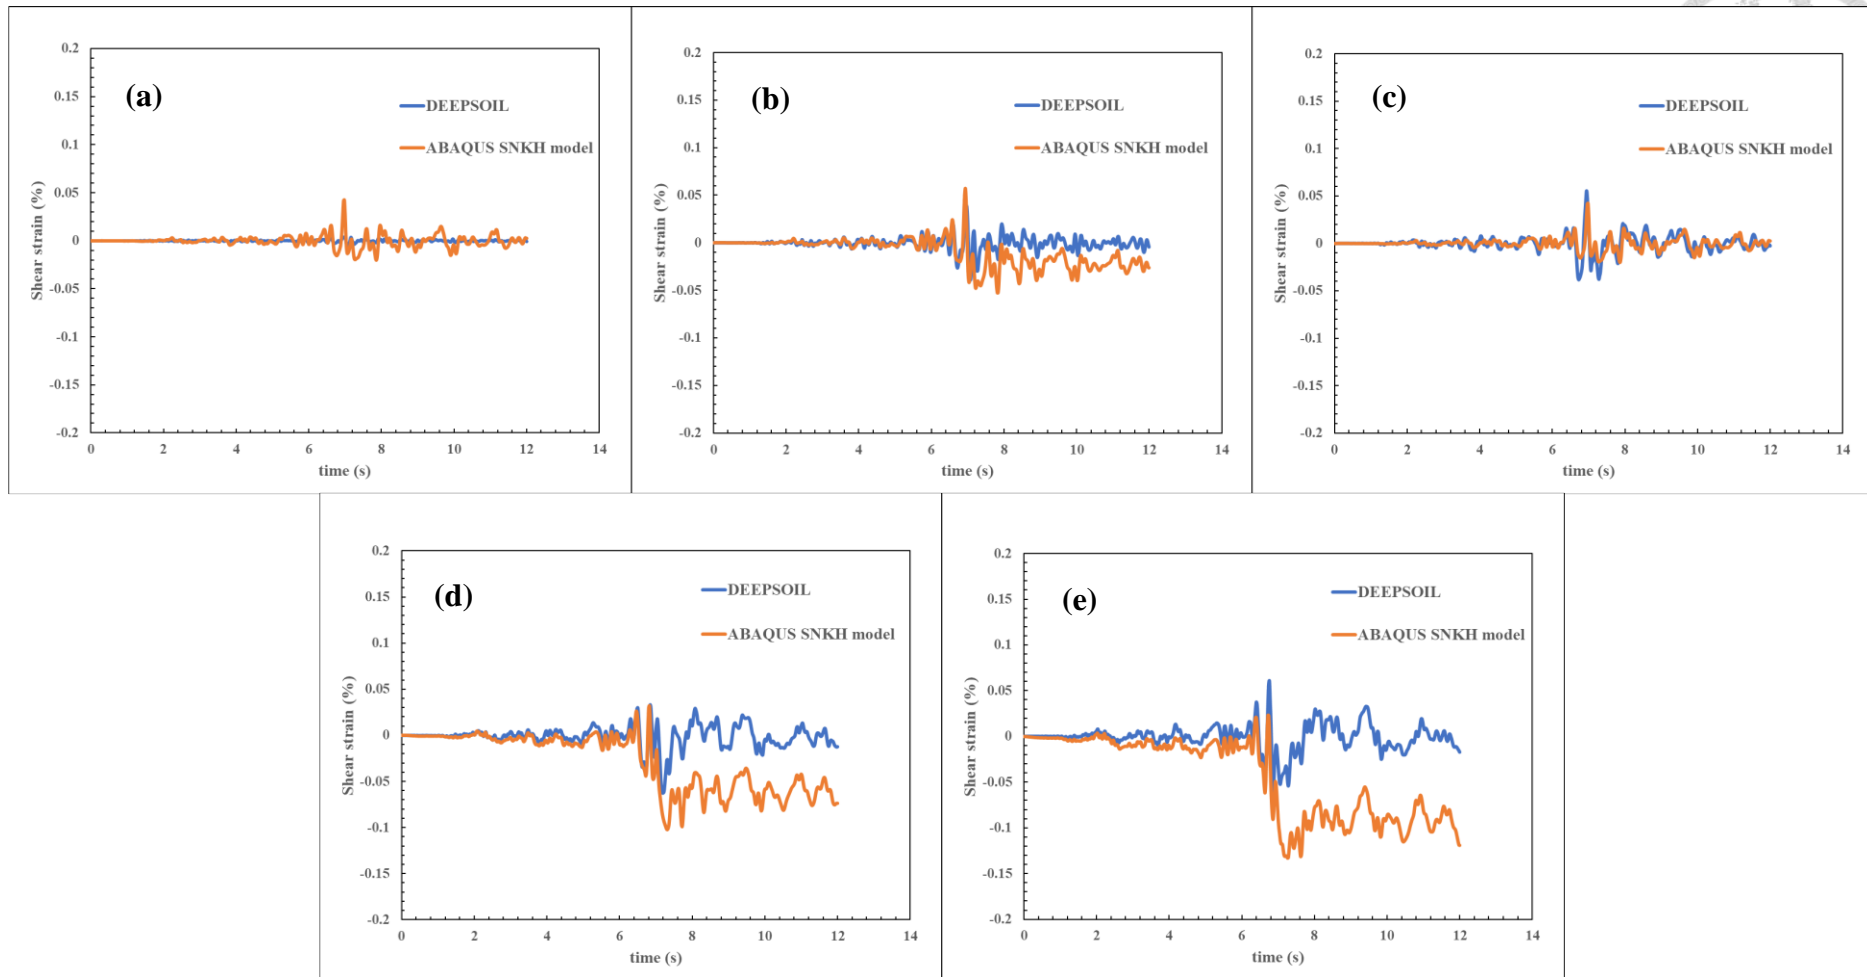 (a)
DEEPSOIL
ABAQUS SNKH model
Shear strain (%)
0.2
0.15
0.1
0.05
0
-0.05
-0.1
-0.15
-0.2
0 2 4 6 8 10 12 14
time (s)
(b)
DEEPSOIL
ABAQUS SNKH model
Shear strain (%)
0.2
0.15
0.1
0.05
0
-0.05
-0.1
-0.15
-0.2
0 2 4 6 8 10 12 14
time (s)
(c)
DEEPSOIL
ABAQUS SNKH model
Shear strain (%)
0.2
0.15
0.1
0.05
0
-0.05
-0.1
-0.15
-0.2
0 2 4 6 8 10 12 14
time (s)
(d)
DEEPSOIL
ABAQUS SNKH model
Shear strain (%)
0.2
0.15
0.1
0.05
0
-0.05
-0.1
-0.15
-0.2
0 2 4 6 8 10 12 14
time (s)
(e)
DEEPSOIL
ABAQUS SNKH model
Shear strain (%)
0.2
0.15
0.1
0.05
0
-0.05
-0.1
-0.15
-0.2
0 2 4 6 8 10 12 14
time (s)